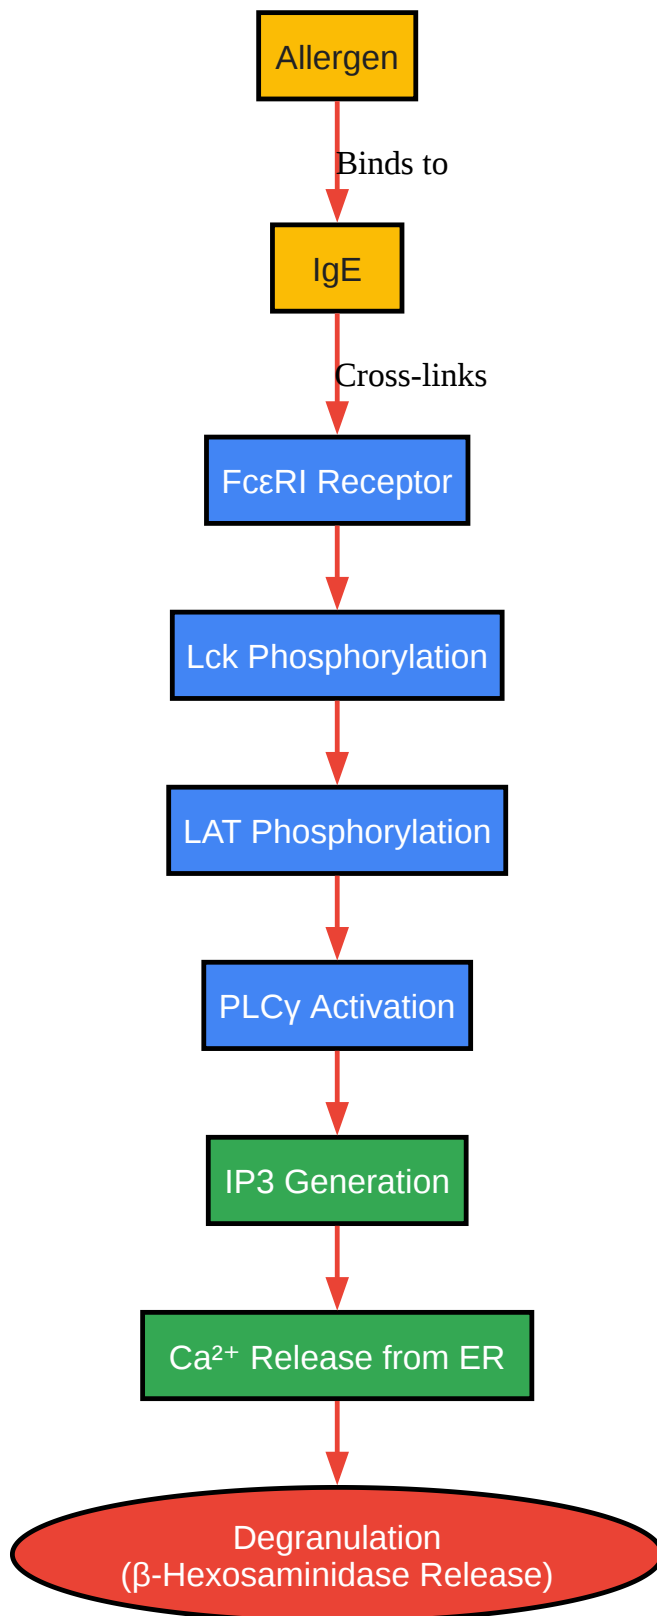 Allergen
Binds to
IgE
Cross-links
FcεRI Receptor
Lck Phosphorylation
LAT Phosphorylation
PLCγ Activation
IP3 Generation
Ca²⁺ Release from ER
Degranulation
(β-Hexosaminidase Release)